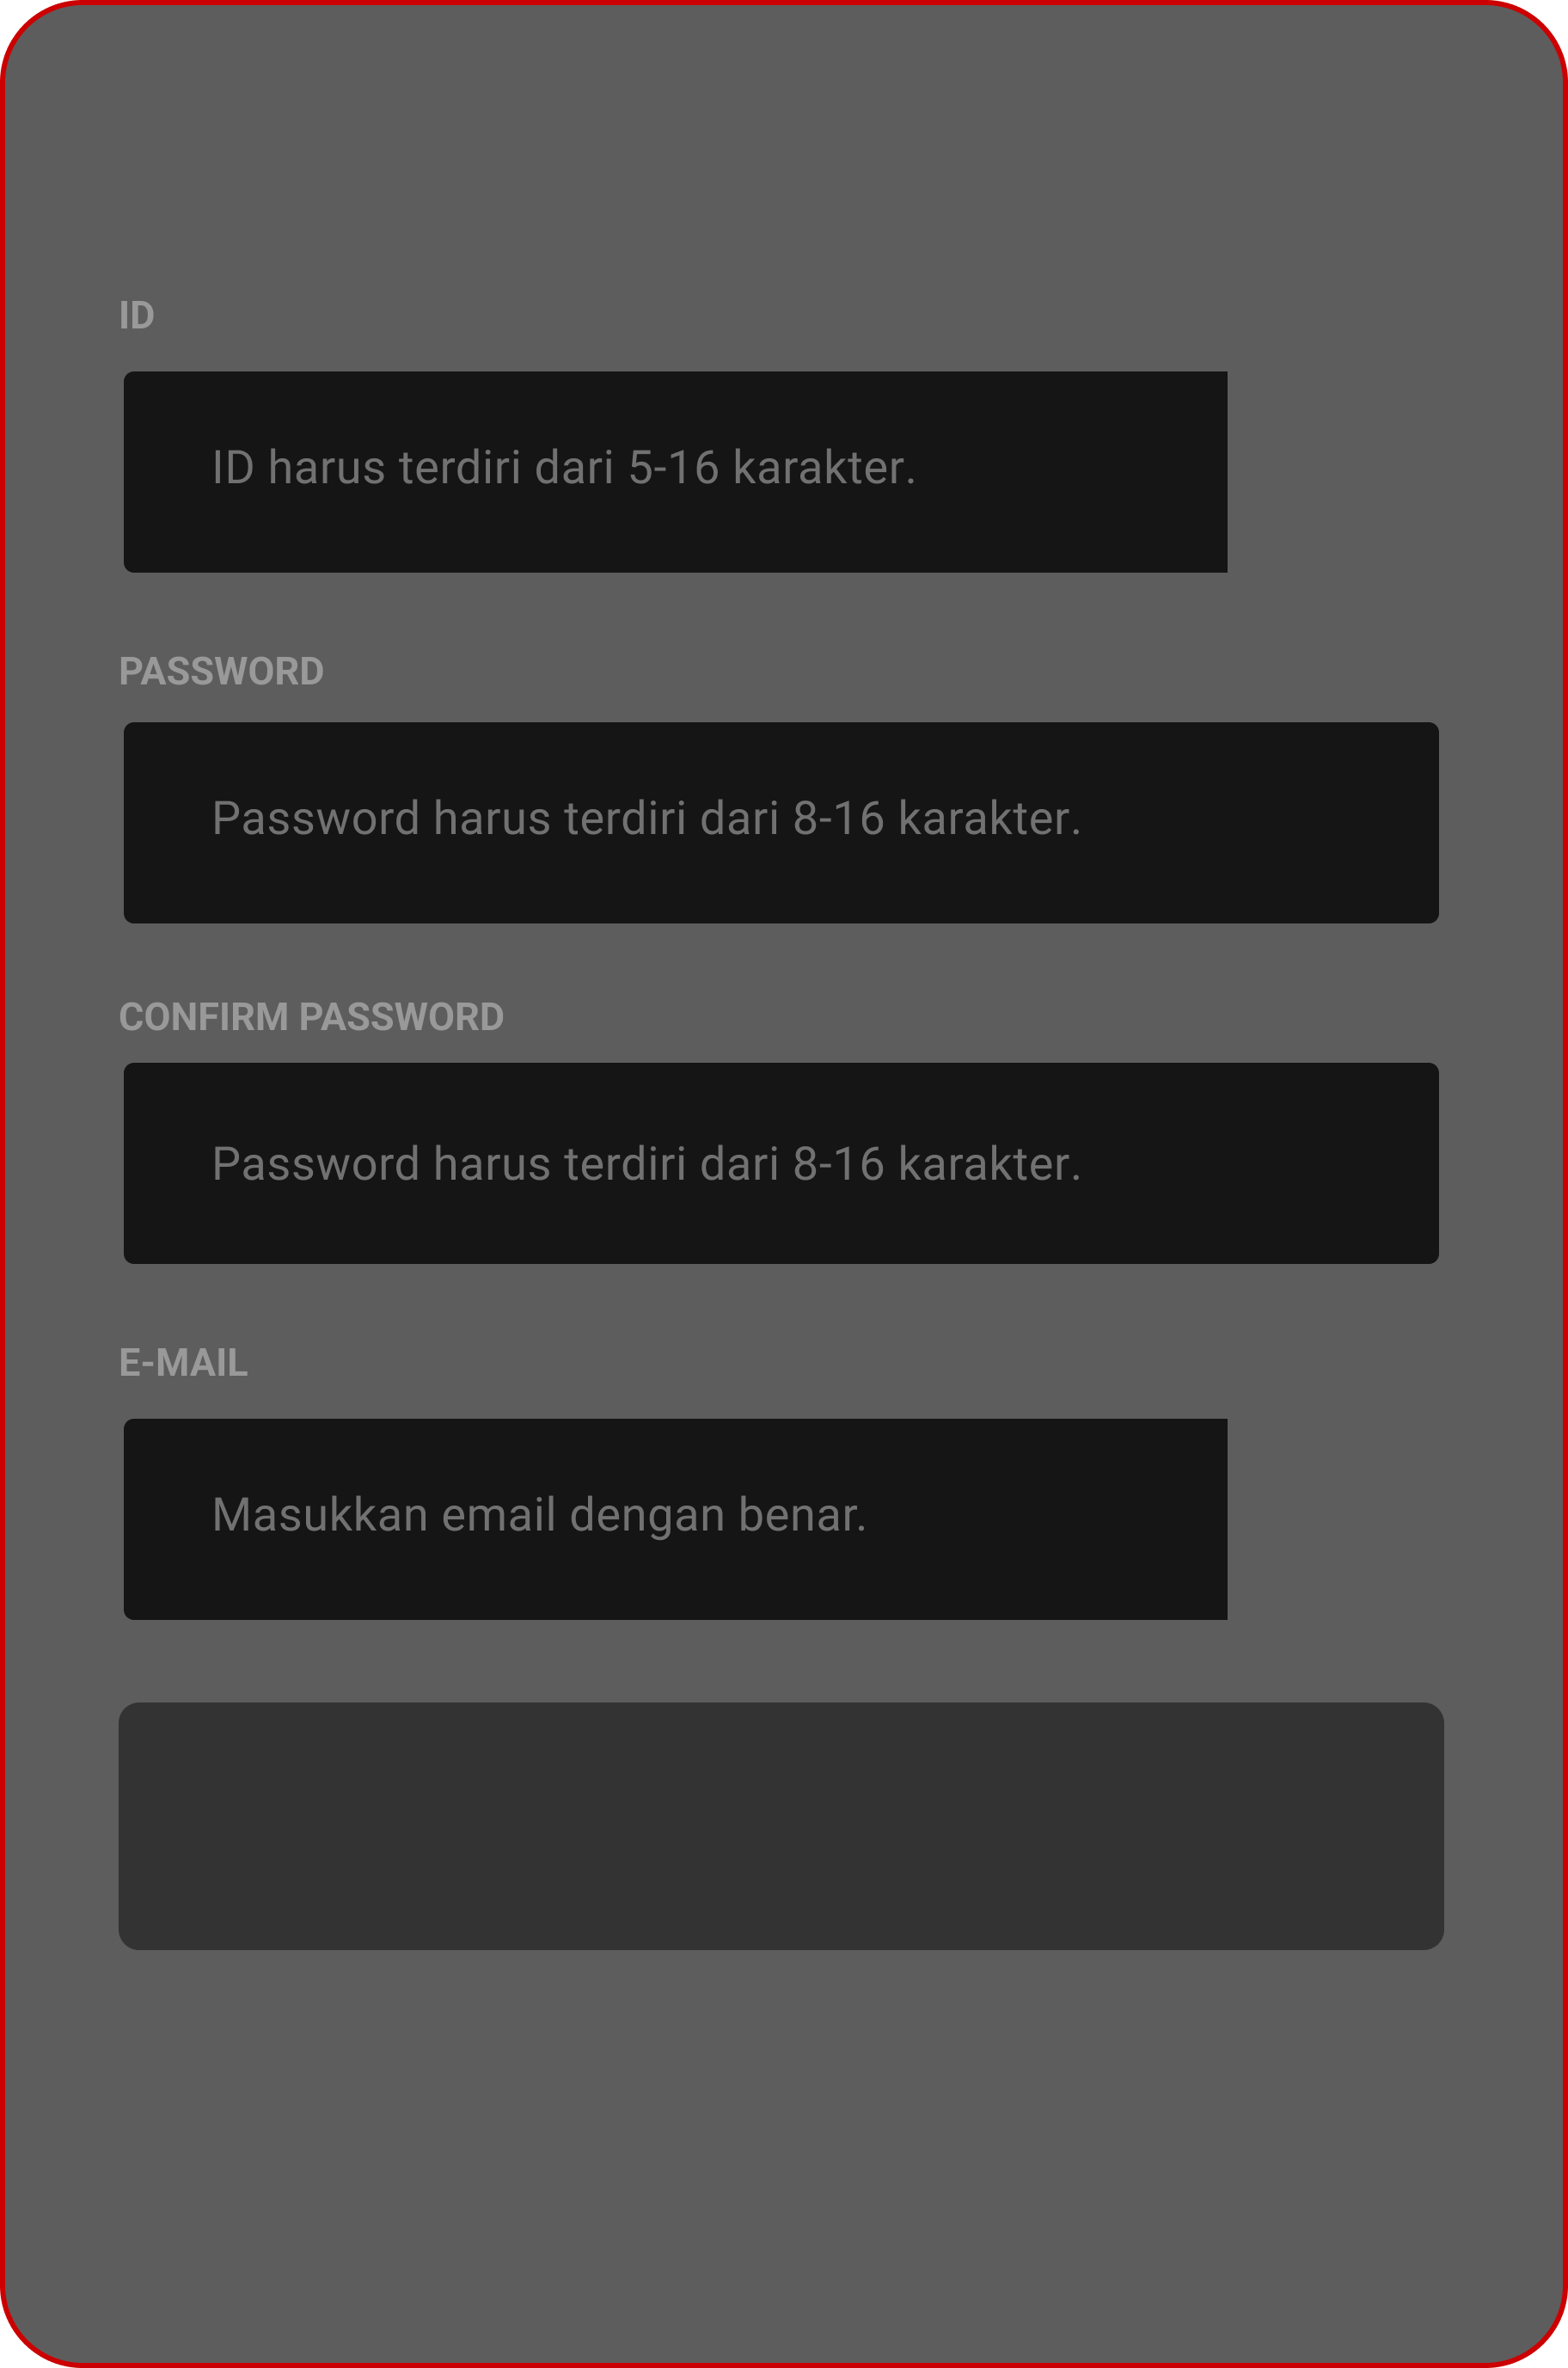 ID
ID harus terdiri dari 5-16 karakter.
PASSWORD
Password harus terdiri dari 8-16 karakter.
CONFIRM PASSWORD
Password harus terdiri dari 8-16 karakter.
E-MAIL
Masukkan email dengan benar.